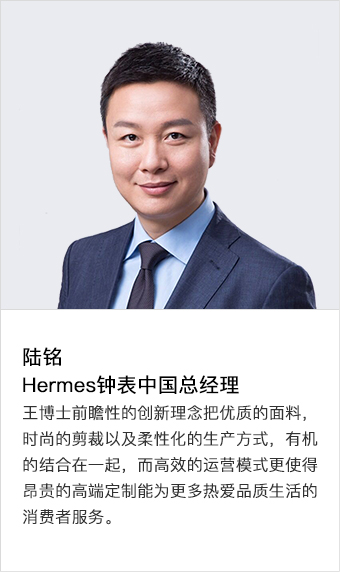 陆铭
Hermes钟表中国总经理
王博士前瞻性的创新理念把优质的面料，
时尚的剪裁以及柔性化的生产方式，有机
的结合在一起，而高效的运营模式更使得
昂贵的高端定制能为更多热爱品质生活的
消费者服务。